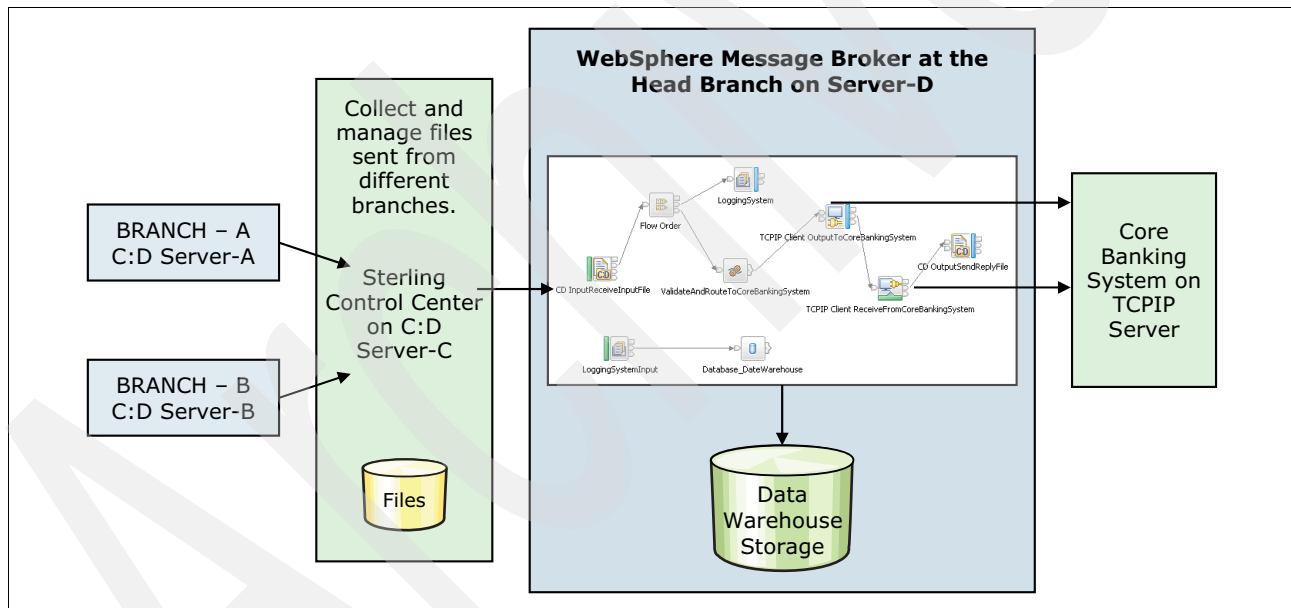 WebSphere Message Broker at the
Head Branch on Server-D
Collect and
manage files
sent from
different
branches.
Sterling
Control Center
on C:D
Server-C
Files
BRANCH – A
C:D Server-A
BRANCH – B
C:D Server-B
LoggingSystem
Flow Order
TCPIP Client OutputToCoreBankingSystem
CD OutputSendReplyFile
CD
CD
CD InputReceiveInputFile
ValidateAndRouteToCoreBankingSystem
TCPIP Client ReceiveFromCoreBankingSystem
LoggingSystemInput
Database_DateWarehouse
Data
Warehouse
Storage
Core
Banking
System on
TCPIP
Server